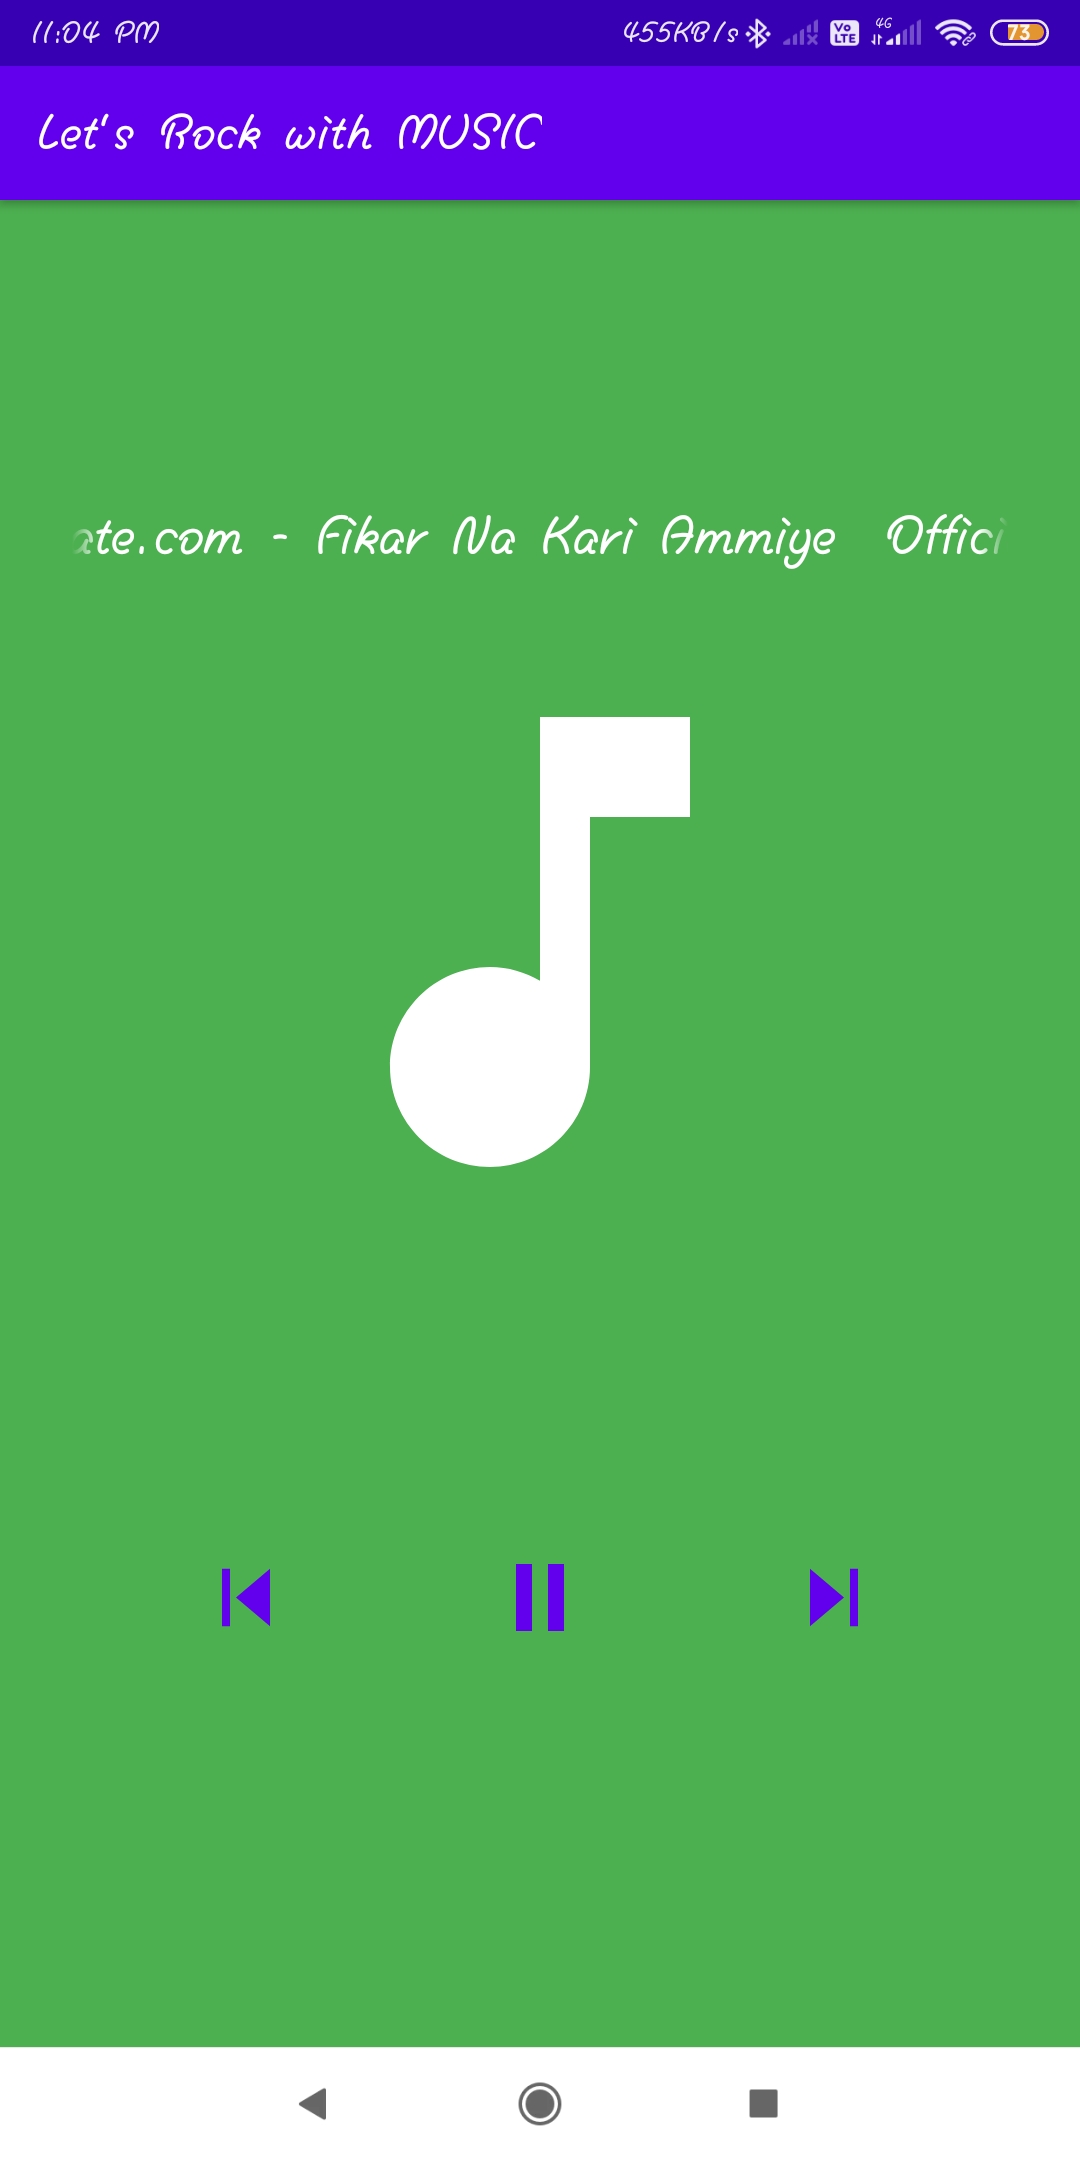 11:04 PM 455KB/s Vo LTE 4G 73
Let's Rock with MUSIC
ate.com - Fikar Na Kari Ammiye Offici